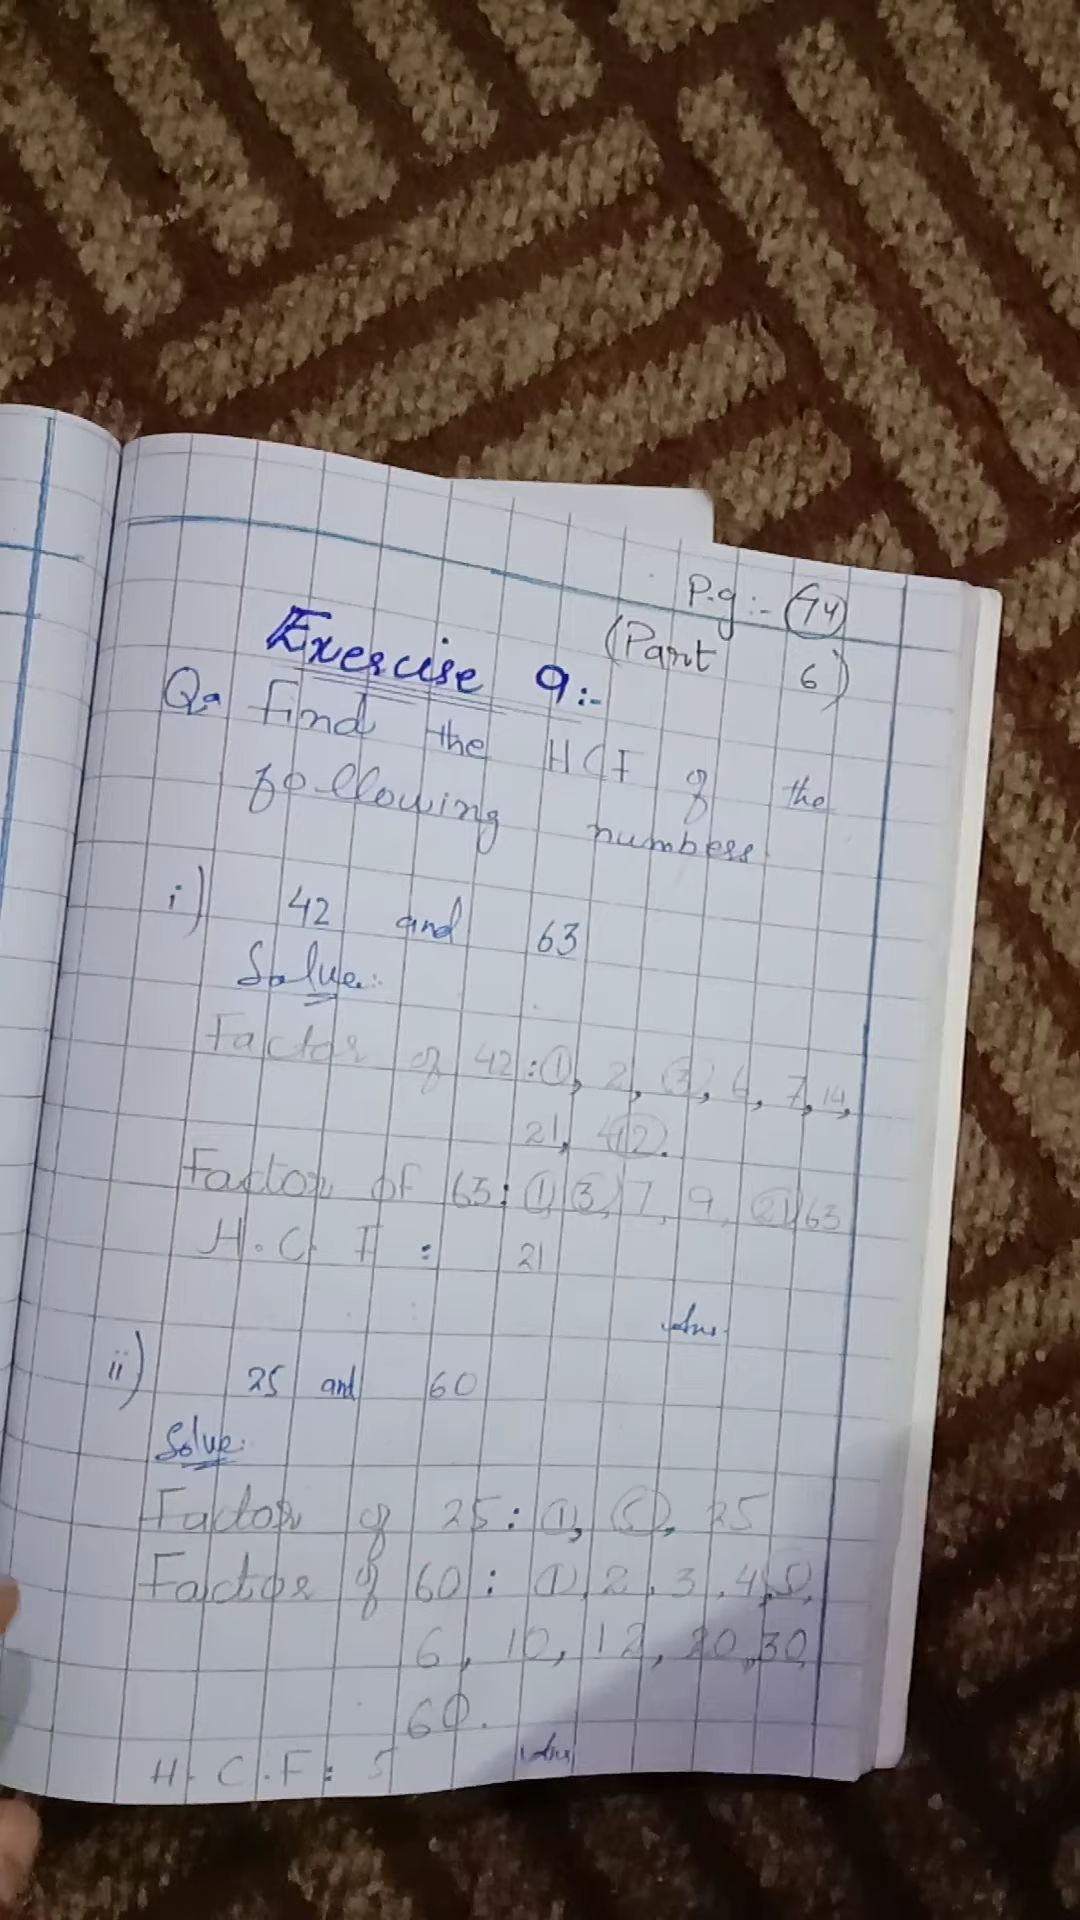 P.g :- 74
(Part 6)
Exercise 9:-
Q- Find the HCF of the
following numbers.
i) 42 and 63
Solve:
Factor of 42 : 1, 2, 3, 6, 7, 14,
21, 42.
Factor of 63 : 1, 3, 7, 9, 21, 63
H.C.F : 21
Ans.
ii) 25 and 60
Solve.
Factor of 25 : 1, 5, 25
Factor of 60 : 1, 2, 3, 4, 5,
6, 10, 12, 20, 30,
60.
H.C.F : 5 Ans